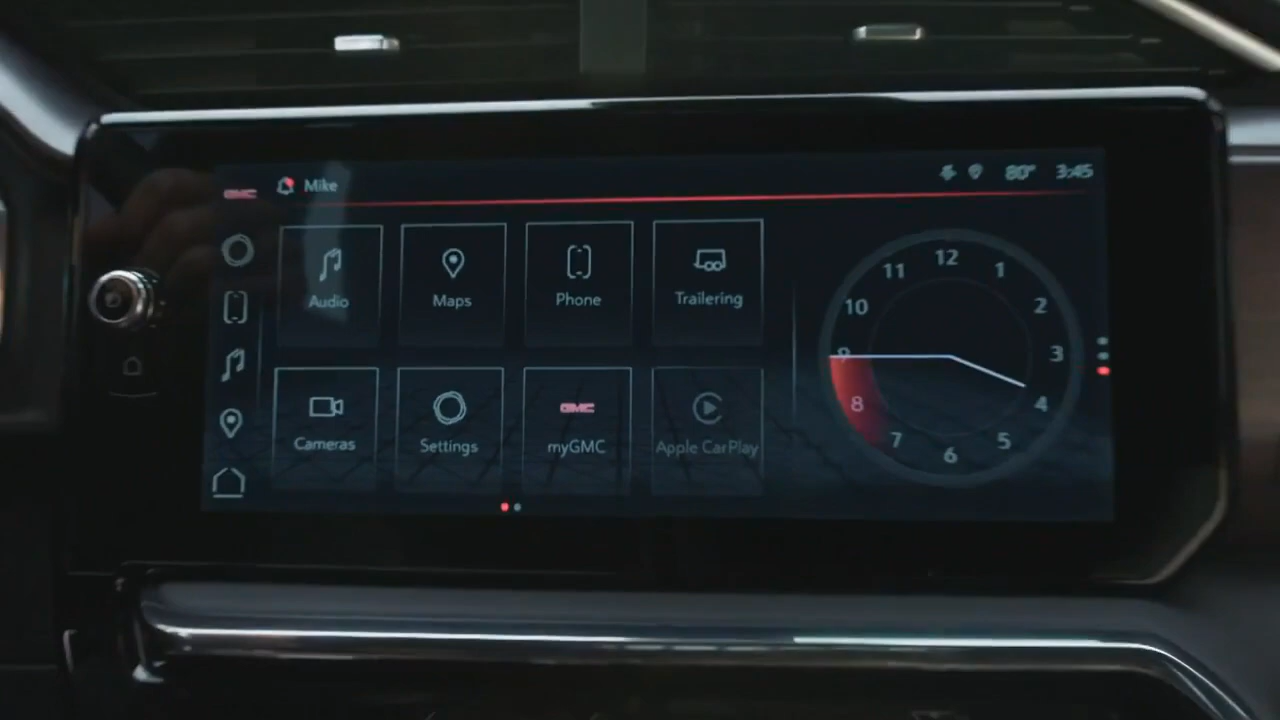 GMC Mike 80° 3:45
Audio Maps Phone Trailering
Cameras Settings myGMC Apple CarPlay
GMC
12
11 1
10 2
9 3
8 4
7 5
6